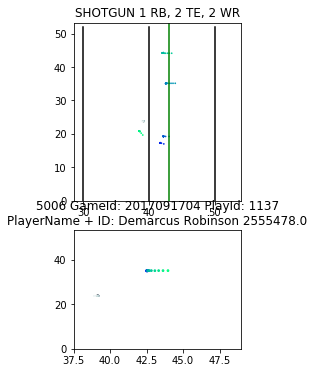 SHOTGUN 1 RB, 2 TE, 2 WR
50
40
30
20
10
0
30 40 50
5006 GameId: 2017091704 PlayId: 1137
PlayerName + ID: Demarcus Robinson 2555478.0
40
20
0
37.5 40.0 42.5 45.0 47.5